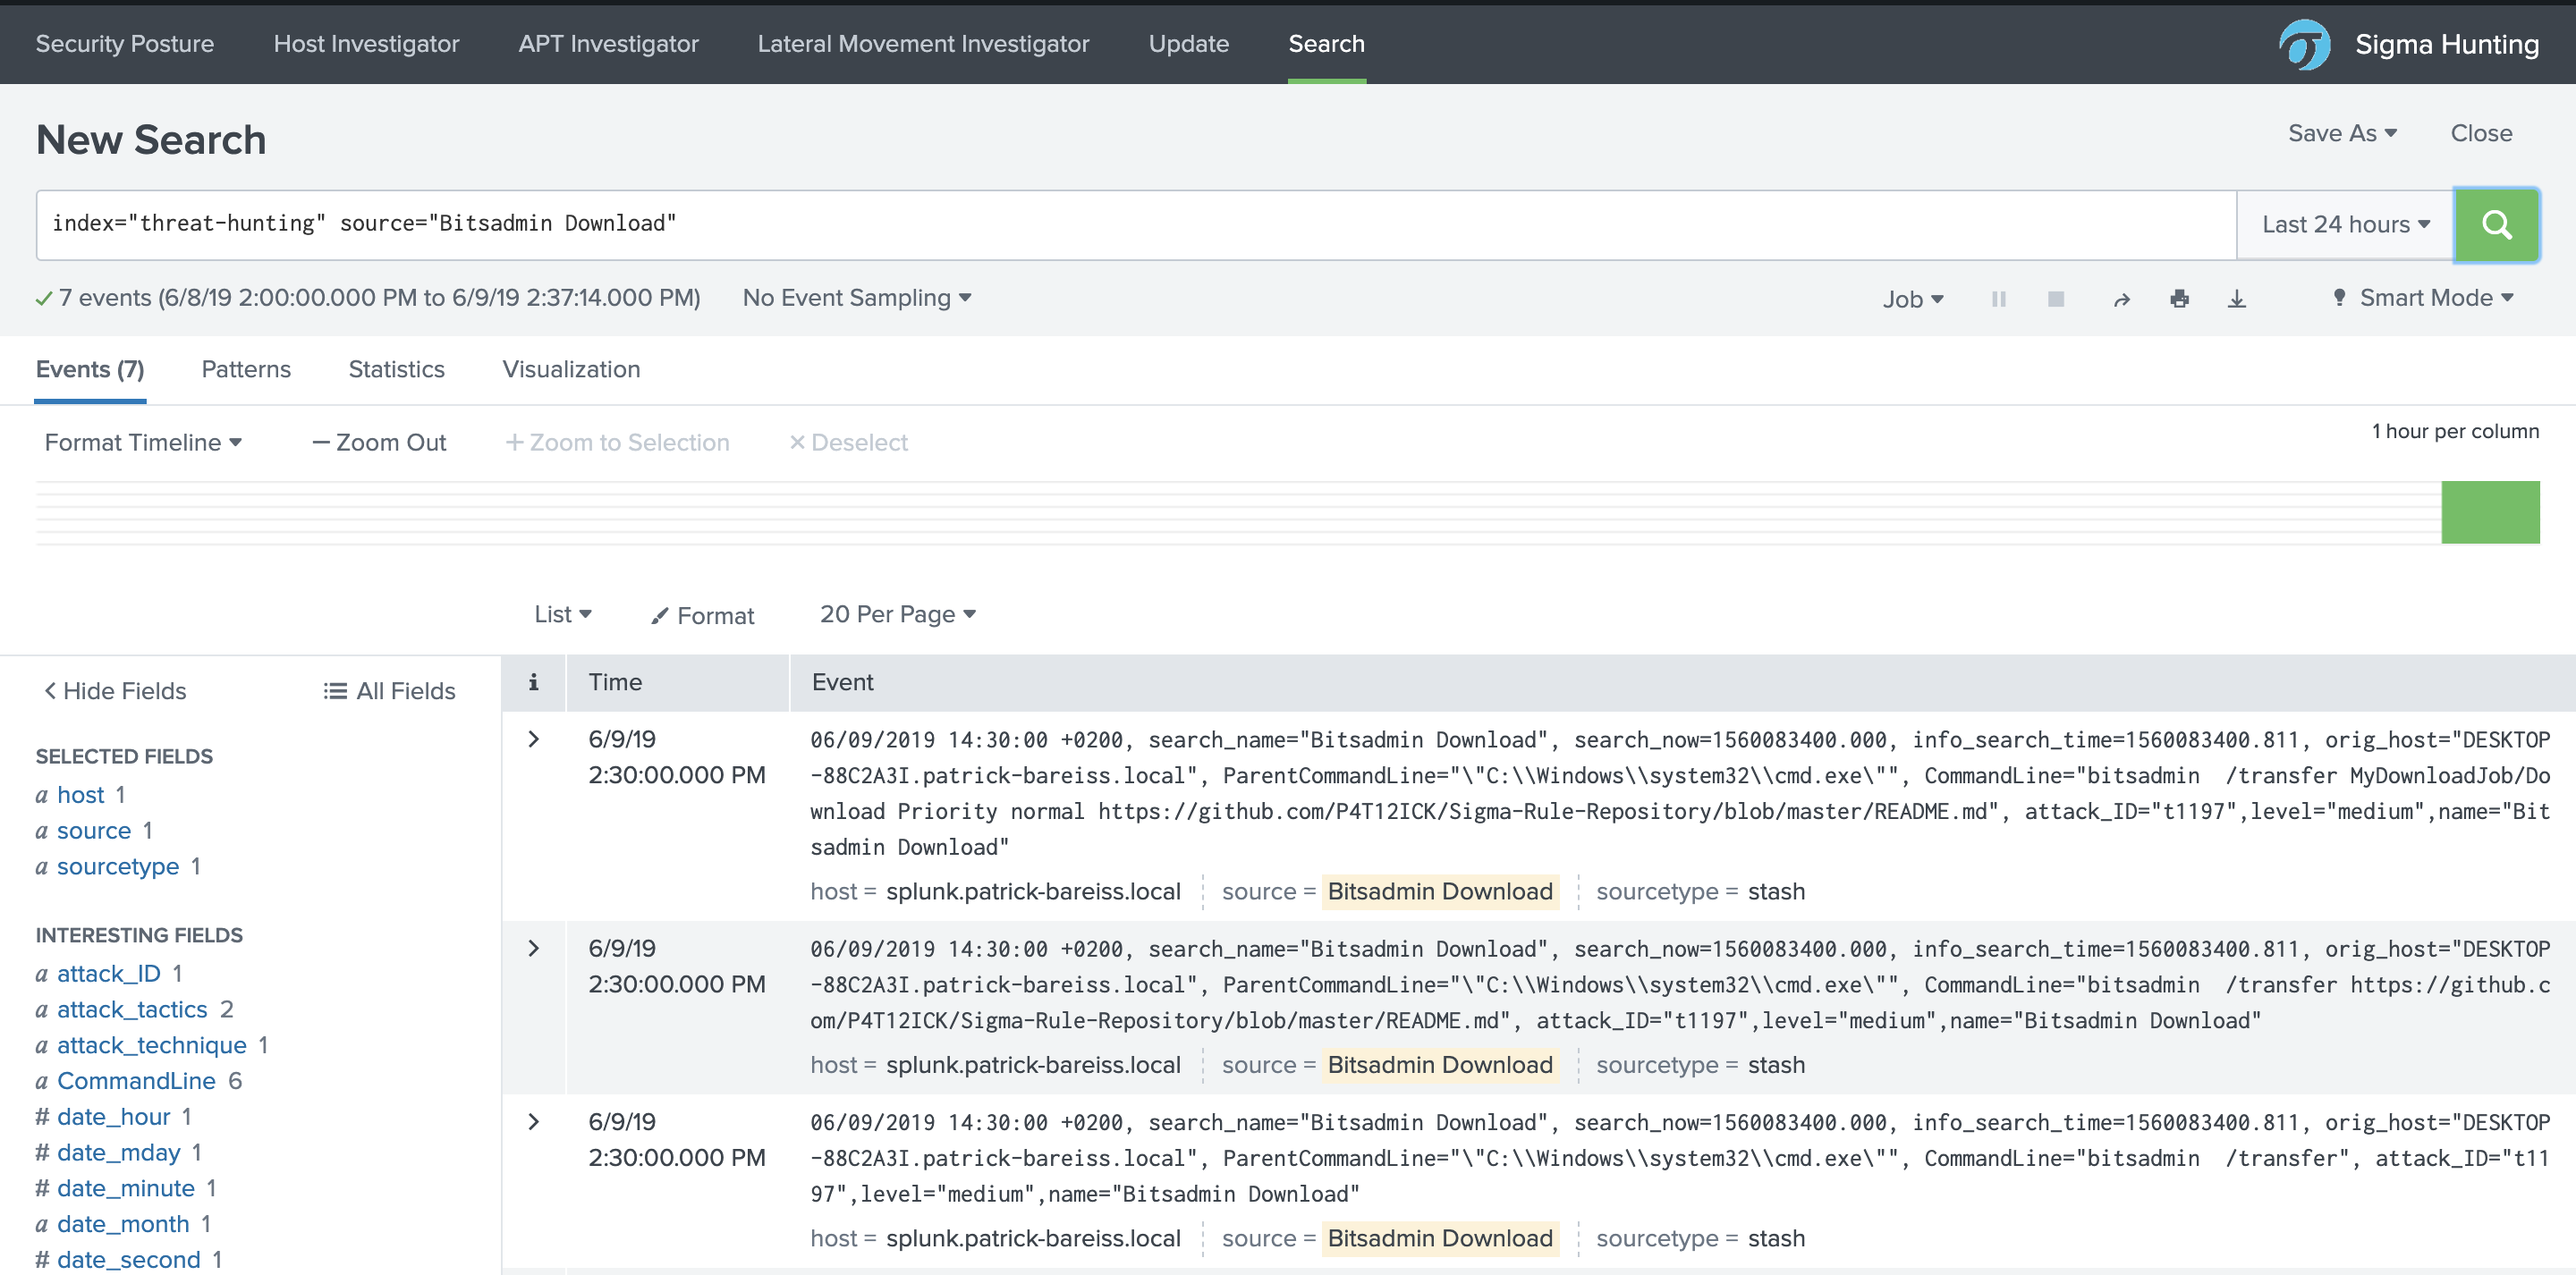 Security Posture Host Investigator APT Investigator Lateral Movement Investigator Update Search Sigma Hunting
New Search Save As Close
index="threat-hunting" source="Bitsadmin Download" Last 24 hours
7 events (6/8/19 2:00:00.000 PM to 6/9/19 2:37:14.000 PM) No Event Sampling Job Smart Mode
Events (7) Patterns Statistics Visualization
Format Timeline — Zoom Out + Zoom to Selection × Deselect 1 hour per column
List Format 20 Per Page
< Hide Fields All Fields
SELECTED FIELDS
a host 1
a source 1
a sourcetype 1
INTERESTING FIELDS
a attack_ID 1
a attack_tactics 2
a attack_technique 1
a CommandLine 6
# date_hour 1
# date_mday 1
# date_minute 1
a date_month 1
# date_second 1
i Time Event
> 6/9/19
2:30:00.000 PM
06/09/2019 14:30:00 +0200, search_name="Bitsadmin Download", search_now=1560083400.000, info_search_time=1560083400.811, orig_host="DESKTOP
-88C2A3I.patrick-bareiss.local", ParentCommandLine="\"C:\\Windows\\system32\\cmd.exe\"", CommandLine="bitsadmin  /transfer MyDownloadJob/Do
wnload Priority normal https://github.com/P4T12ICK/Sigma-Rule-Repository/blob/master/README.md", attack_ID="t1197",level="medium",name="Bit
sadmin Download"
host = splunk.patrick-bareiss.local source = Bitsadmin Download sourcetype = stash
> 6/9/19
2:30:00.000 PM
06/09/2019 14:30:00 +0200, search_name="Bitsadmin Download", search_now=1560083400.000, info_search_time=1560083400.811, orig_host="DESKTOP
-88C2A3I.patrick-bareiss.local", ParentCommandLine="\"C:\\Windows\\system32\\cmd.exe\"", CommandLine="bitsadmin  /transfer https://github.c
om/P4T12ICK/Sigma-Rule-Repository/blob/master/README.md", attack_ID="t1197",level="medium",name="Bitsadmin Download"
host = splunk.patrick-bareiss.local source = Bitsadmin Download sourcetype = stash
> 6/9/19
2:30:00.000 PM
06/09/2019 14:30:00 +0200, search_name="Bitsadmin Download", search_now=1560083400.000, info_search_time=1560083400.811, orig_host="DESKTOP
-88C2A3I.patrick-bareiss.local", ParentCommandLine="\"C:\\Windows\\system32\\cmd.exe\"", CommandLine="bitsadmin  /transfer", attack_ID="t11
97",level="medium",name="Bitsadmin Download"
host = splunk.patrick-bareiss.local source = Bitsadmin Download sourcetype = stash